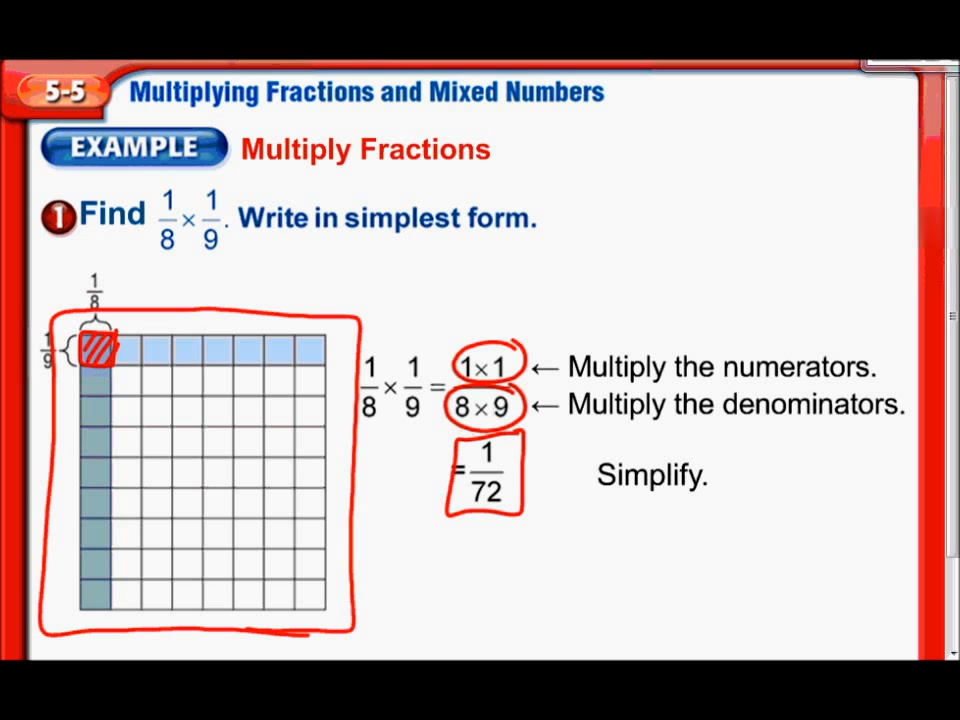 5-5 Multiplying Fractions and Mixed Numbers
EXAMPLE Multiply Fractions
1 Find 1/8 × 1/9. Write in simplest form.
1/8
1/9
1/8 × 1/9 = 1×1 / 8×9
← Multiply the numerators.
← Multiply the denominators.
= 1/72 Simplify.